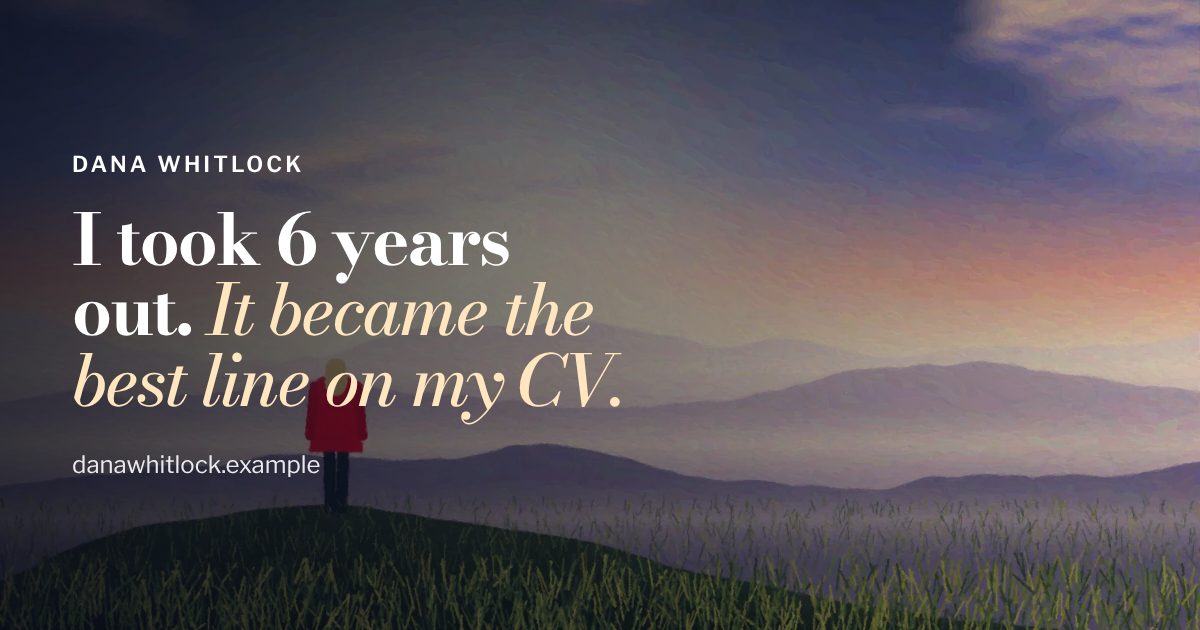 DANA WHITLOCK
I took 6 years
out. It became the
best line on my CV.
danawhitlock.example